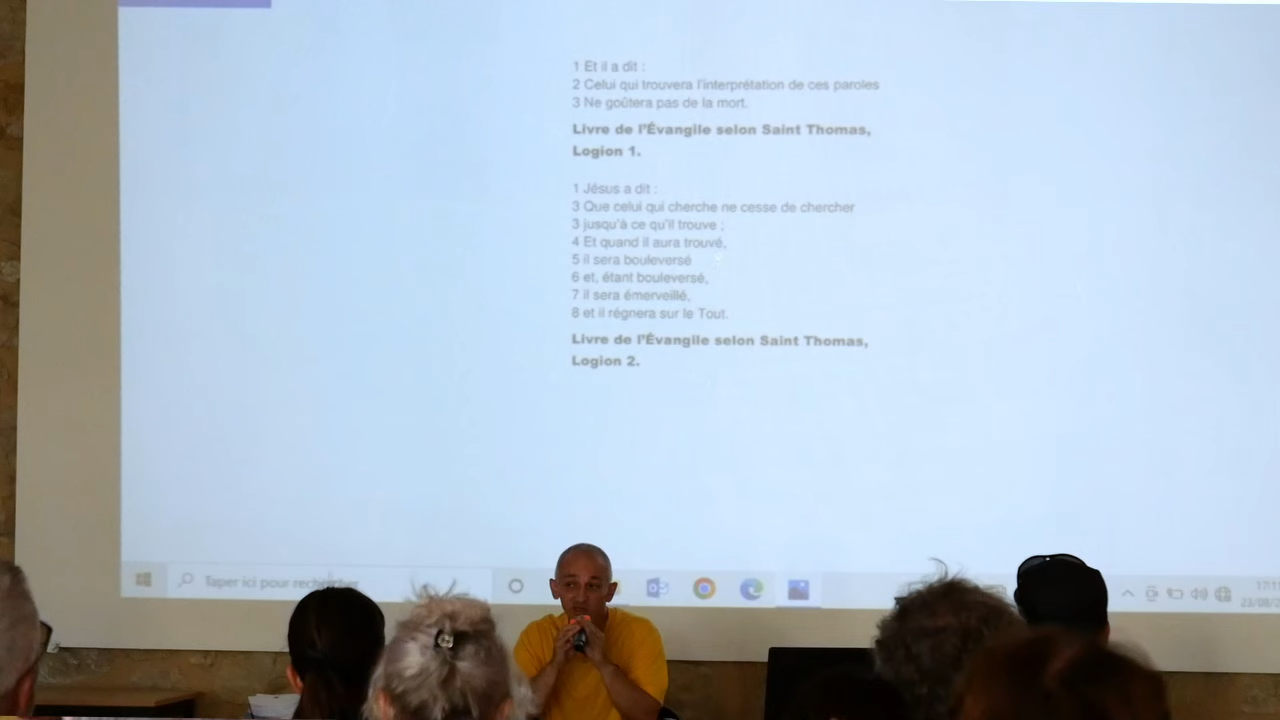 1 Et il a dit :
2 Celui qui trouvera l'interprétation de ces paroles
3 Ne goûtera pas de la mort.
Livre de l'Évangile selon Saint Thomas,
Logion 1.
1 Jésus a dit :
3 Que celui qui cherche ne cesse de chercher
3 jusqu'à ce qu'il trouve ;
4 Et quand il aura trouvé,
5 il sera bouleversé
6 et, étant bouleversé,
7 il sera émerveillé,
8 et il régnera sur le Tout.
Livre de l'Évangile selon Saint Thomas,
Logion 2.
Taper ici pour rechercher